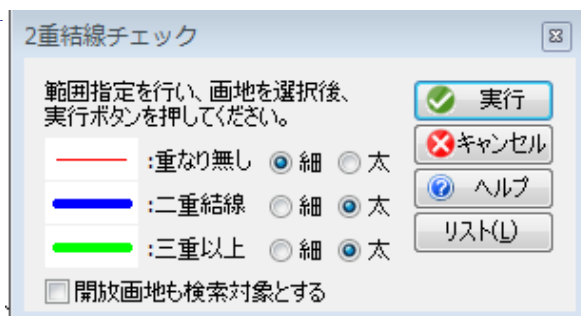 2重結線チェック
範囲指定を行い、画地を選択後、
実行ボタンを押してください。
:重なり無し 細 太
:二重結線 細 太
:三重以上 細 太
開放画地も検索対象とする
実行
キャンセル
ヘルプ
リスト(L)